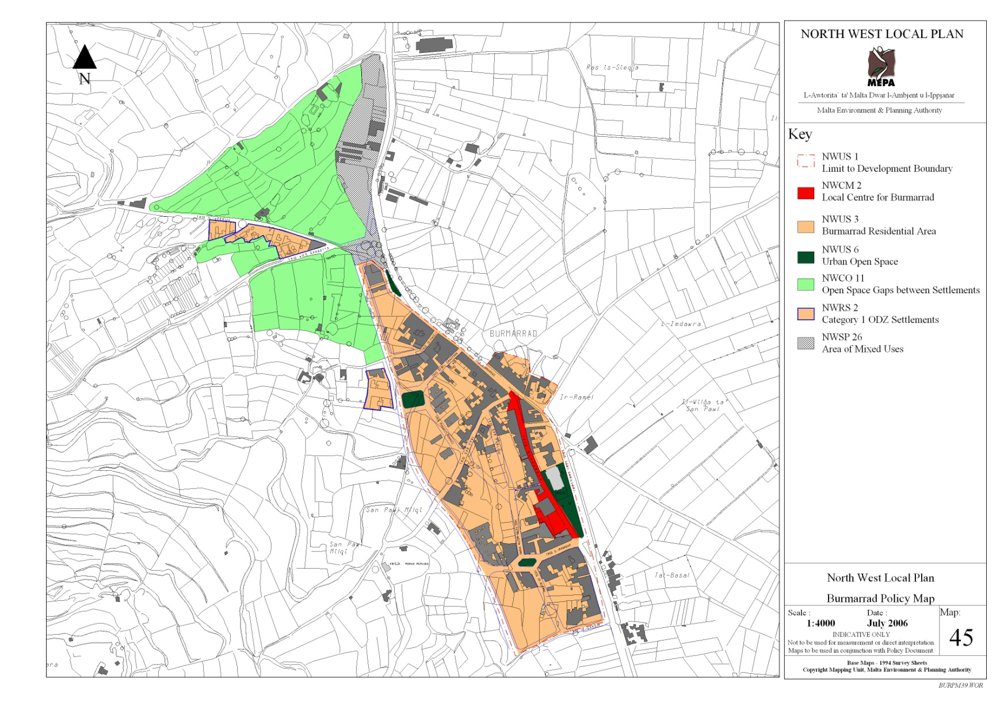 NORTH WEST LOCAL PLAN
MEPA
L-Awtorita` ta' Malta Dwar l-Ambjent u l-Ippjanar
Malta Environment & Planning Authority
Key
NWUS 1
Limit to Development Boundary
NWCM 2
Local Centre for Burmarrad
NWUS 3
Burmarrad Residential Area
NWUS 6
Urban Open Space
NWCO 11
Open Space Gaps between Settlements
NWRS 2
Category 1 ODZ Settlements
NWSP 26
Area of Mixed Uses
North West Local Plan
Burmarrad Policy Map
Scale :
1:4000
Date :
July 2006
Map:
45
INDICATIVE ONLY
Not to be used for measurement or direct interpretation.
Maps to be used in conjunction with Policy Document.
Base Maps - 1994 Survey Sheets
Copyright Mapping Unit, Malta Environment & Planning Authority
BURPM39.WOR
N
Ras is-Sieqja
Il-
L-Imdawra
BURMARRAD
Ir-Ramel
Il-Wilġa ta'
San Pawl
San Pawl Milqi
San Pawl
Milqi
KNISJA
ROMAN REMAINS
Tal-Basal
ara